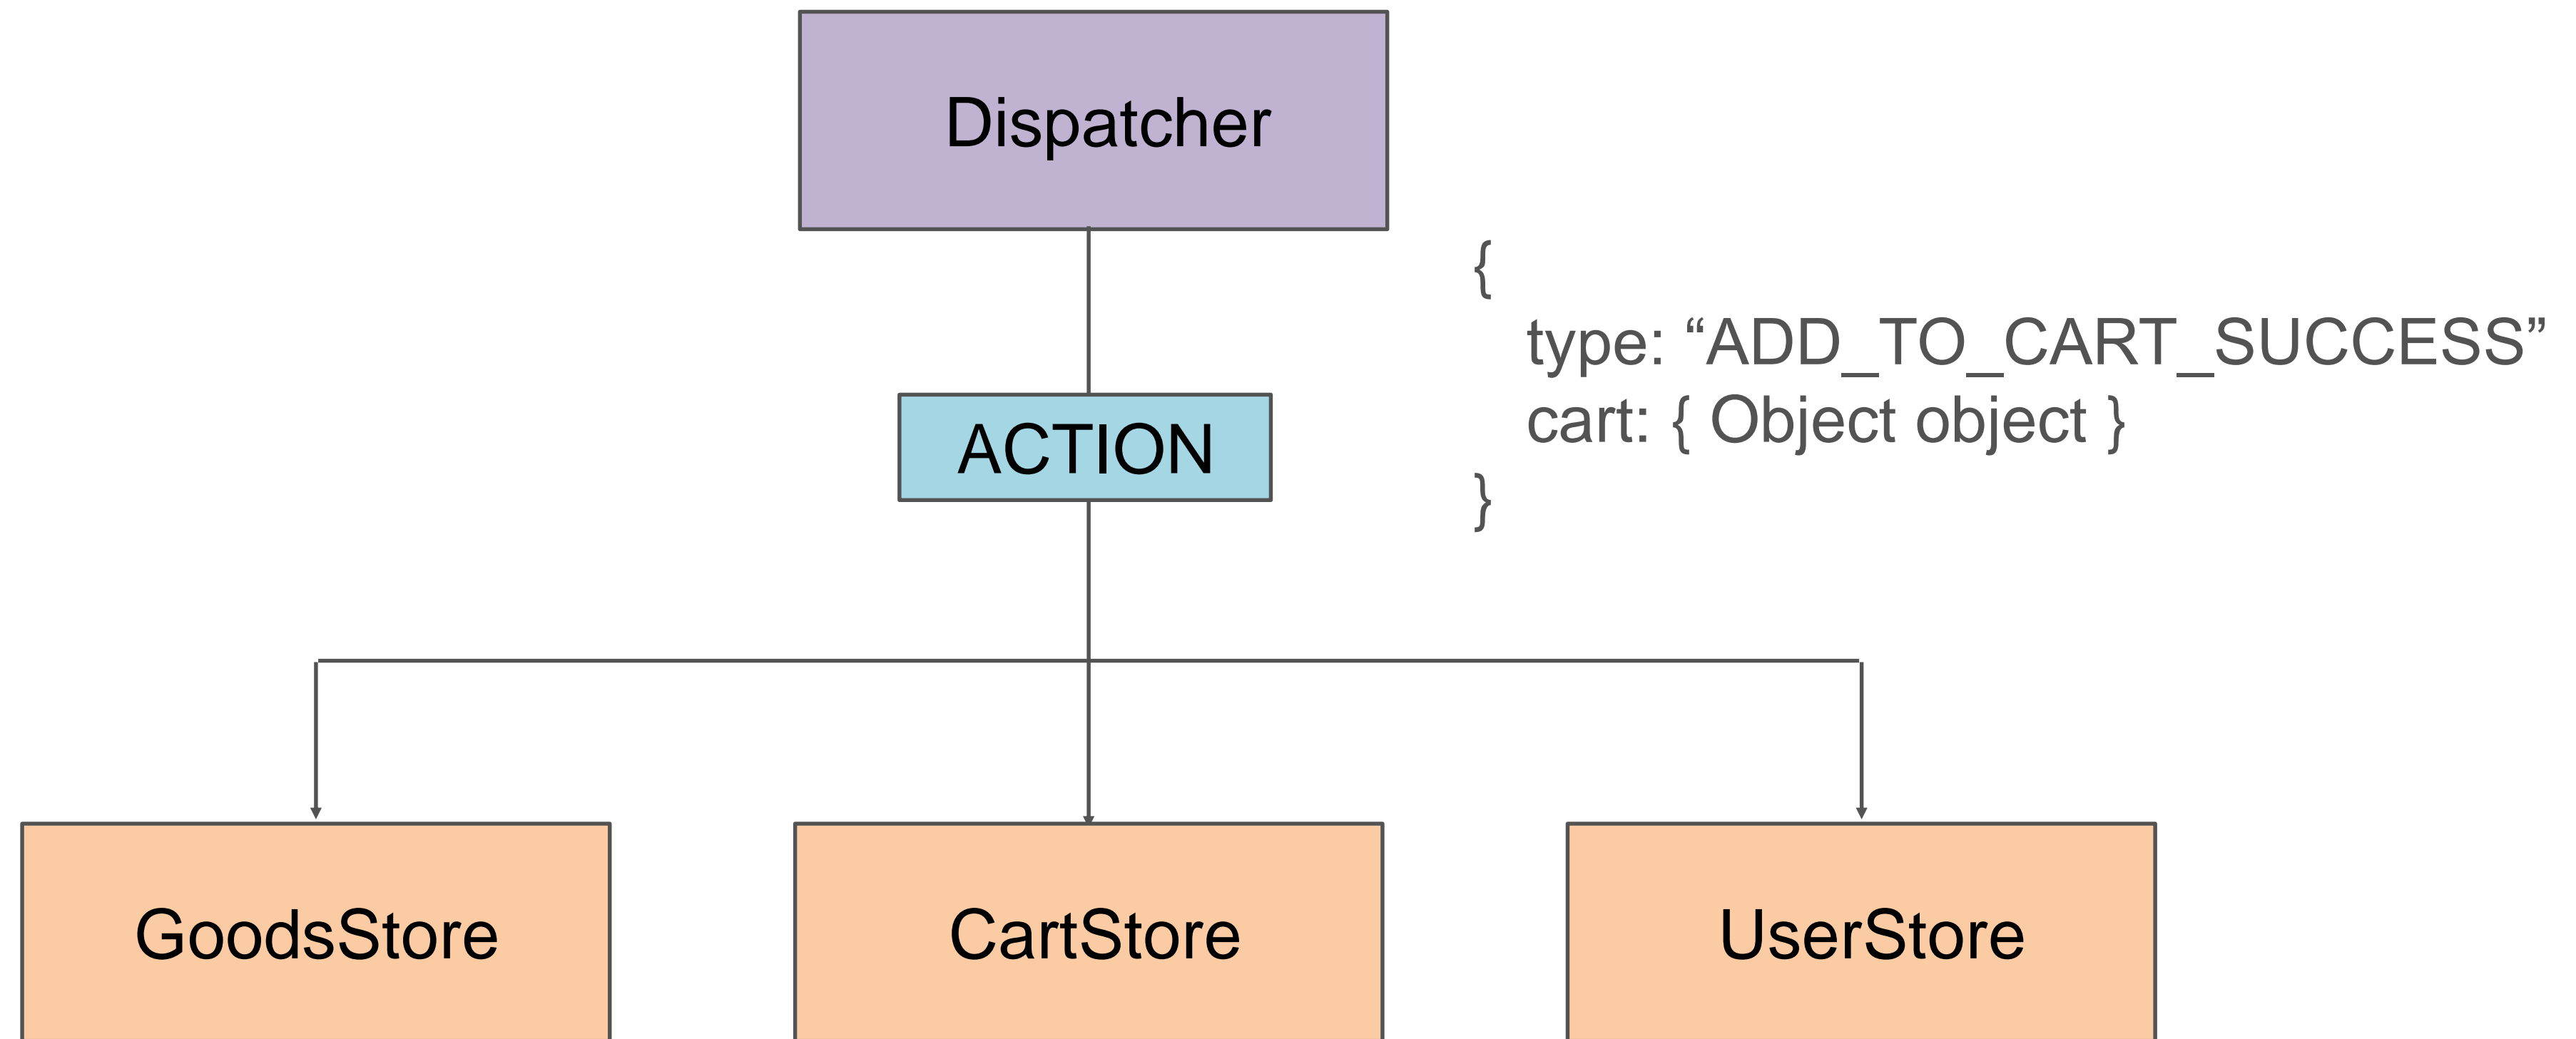 Dispatcher
{
type: “ADD_TO_CART_SUCCESS”
cart: { Object object }
}
ACTION
GoodsStore
CartStore
UserStore